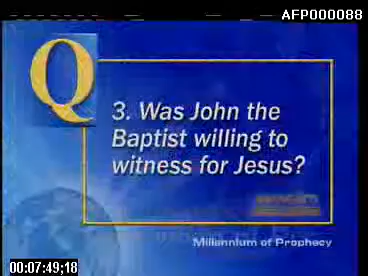 AFP000088
Q
3. Was John the
Baptist willing to
witness for Jesus?
Millennium of Prophecy
00:07:49;18